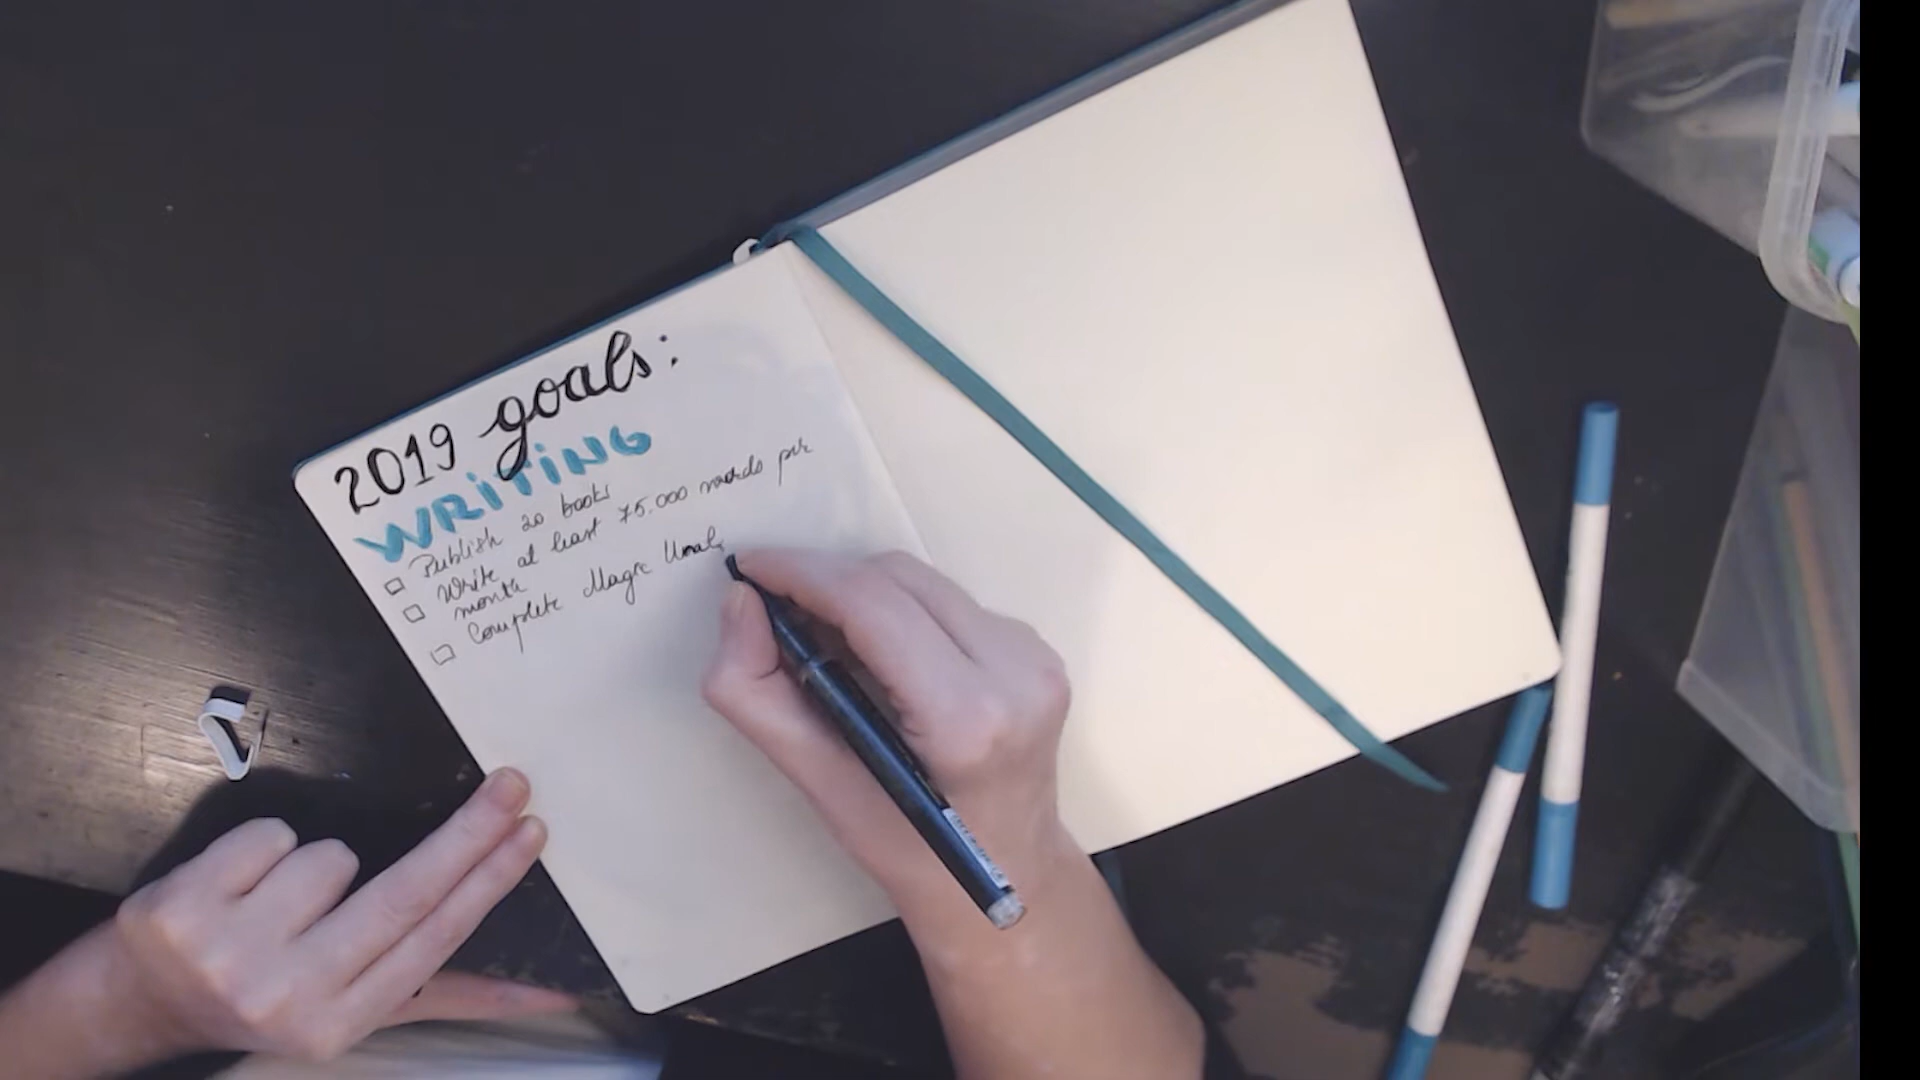 2019 goals:
WRiTiNG
Publish 20 books
Write at least 75.000 words per
month
Complete Magic